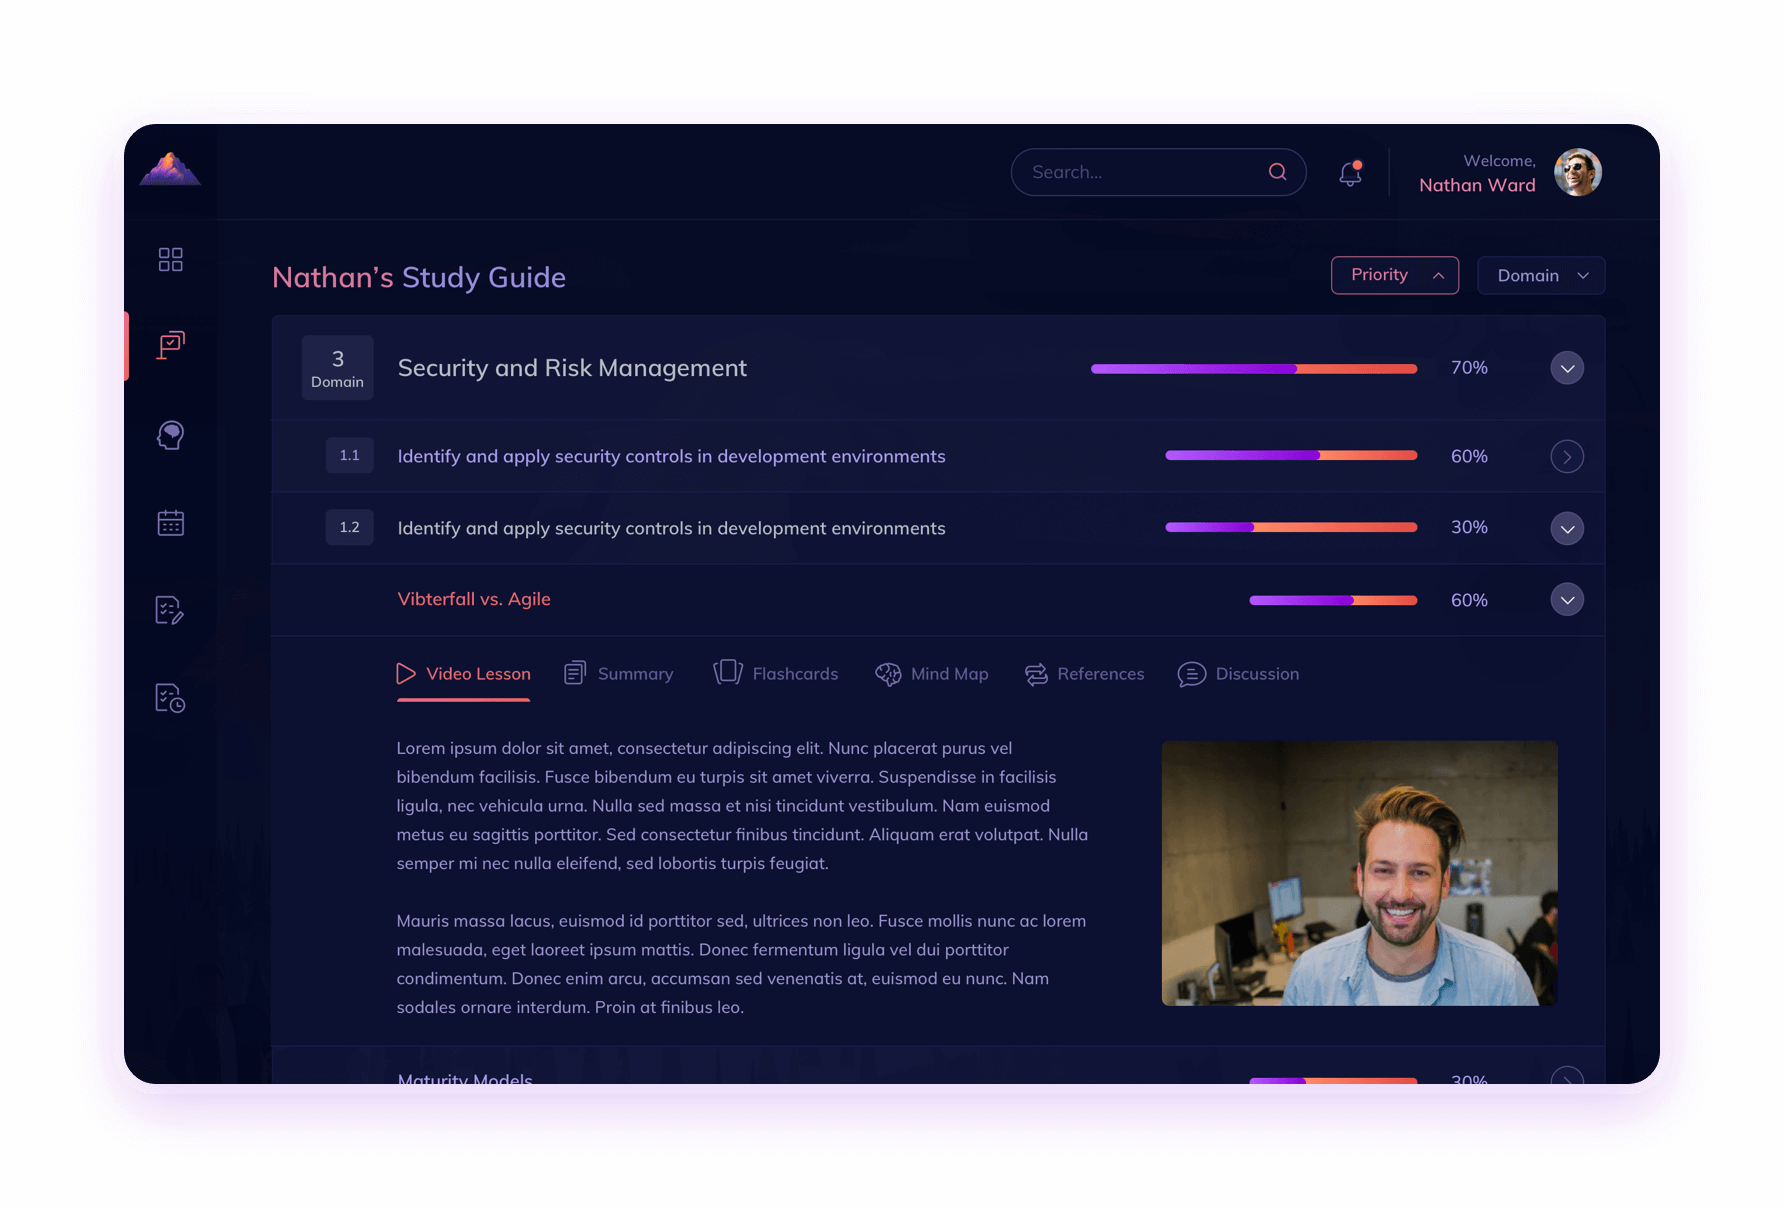 Search...
Welcome,
Nathan Ward
Nathan's Study Guide
Priority
Domain
3
Domain
Security and Risk Management
70%
1.1
Identify and apply security controls in development environments
60%
1.2
Identify and apply security controls in development environments
30%
Vibterfall vs. Agile
60%
Video Lesson
Summary
Flashcards
Mind Map
References
Discussion
Lorem ipsum dolor sit amet, consectetur adipiscing elit. Nunc placerat purus vel
bibendum facilisis. Fusce bibendum eu turpis sit amet viverra. Suspendisse in facilisis
ligula, nec vehicula urna. Nulla sed massa et nisi tincidunt vestibulum. Nam euismod
metus eu sagittis porttitor. Sed consectetur finibus tincidunt. Aliquam erat volutpat. Nulla
semper mi nec nulla eleifend, sed lobortis turpis feugiat.
Mauris massa lacus, euismod id porttitor sed, ultrices non leo. Fusce mollis nunc ac lorem
malesuada, eget laoreet ipsum mattis. Donec fermentum ligula vel dui porttitor
condimentum. Donec enim arcu, accumsan sed venenatis at, euismod eu nunc. Nam
sodales ornare interdum. Proin at finibus leo.
Maturity Models
30%